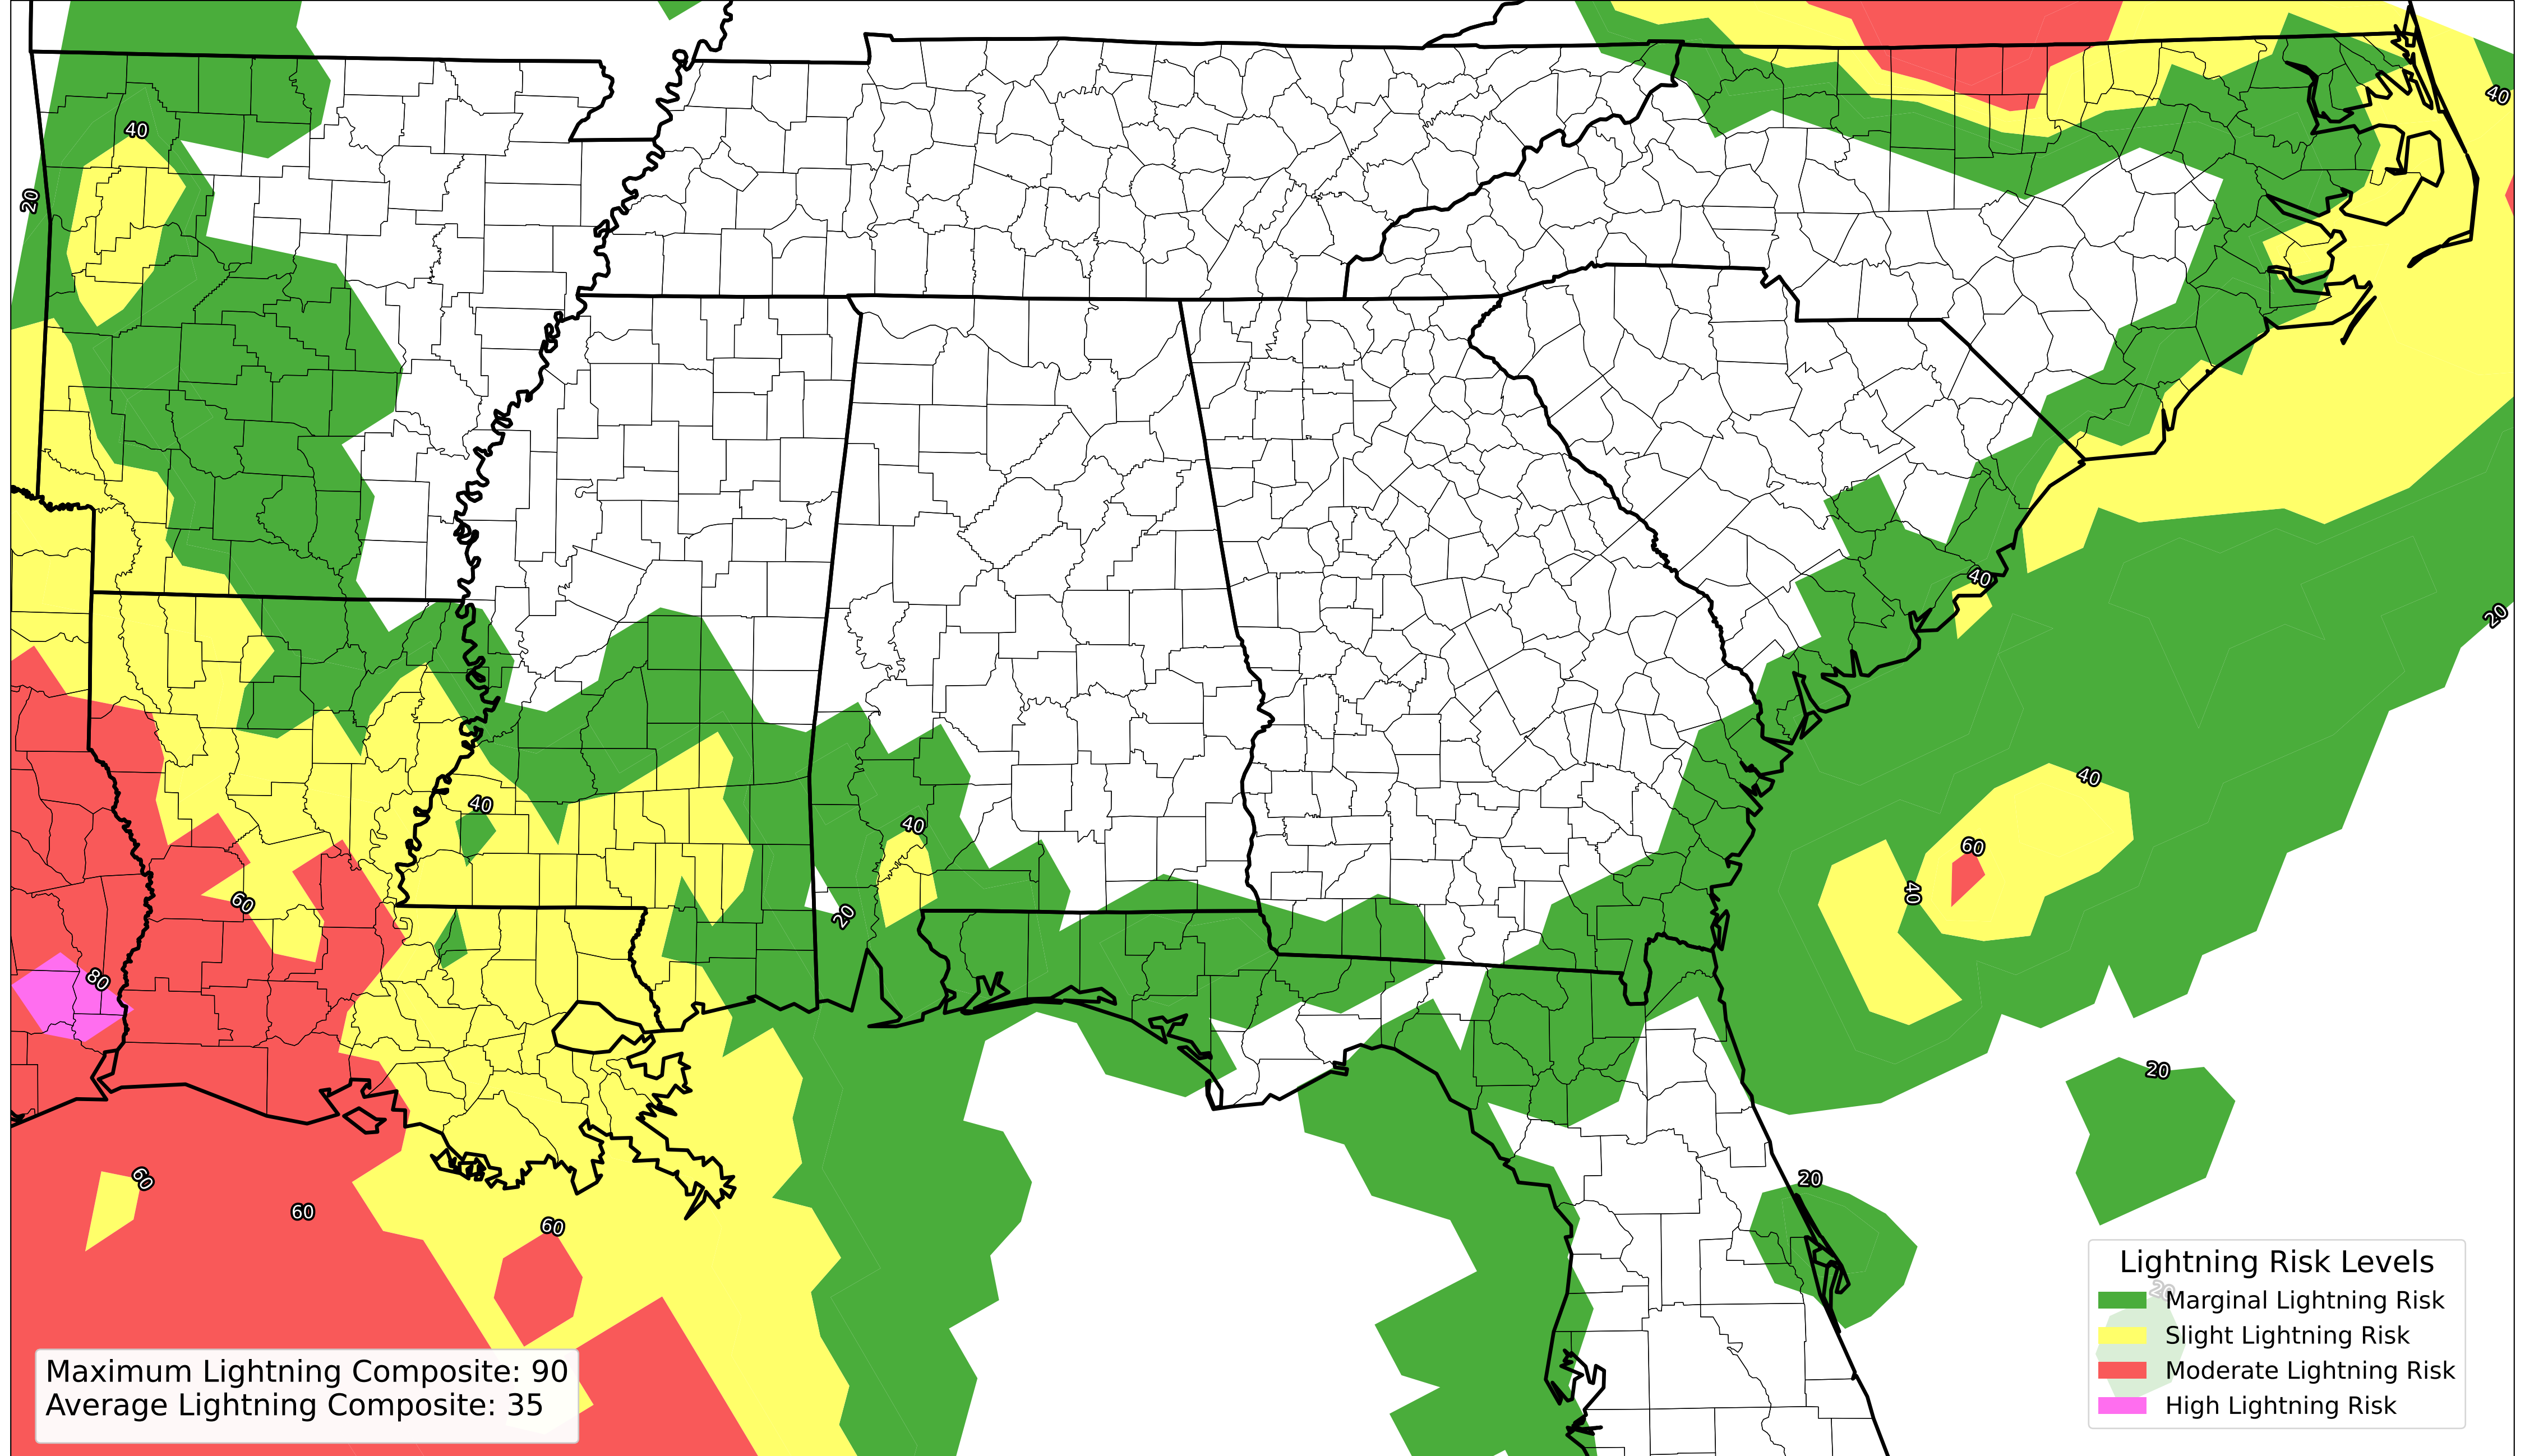 40
40
20
40
20
40
40
40
60
40
20
40
60
80
20
60
20
60
60
Lightning Risk Levels
20
Marginal Lightning Risk
Slight Lightning Risk
Moderate Lightning Risk
High Lightning Risk
Maximum Lightning Composite: 90
Average Lightning Composite: 35